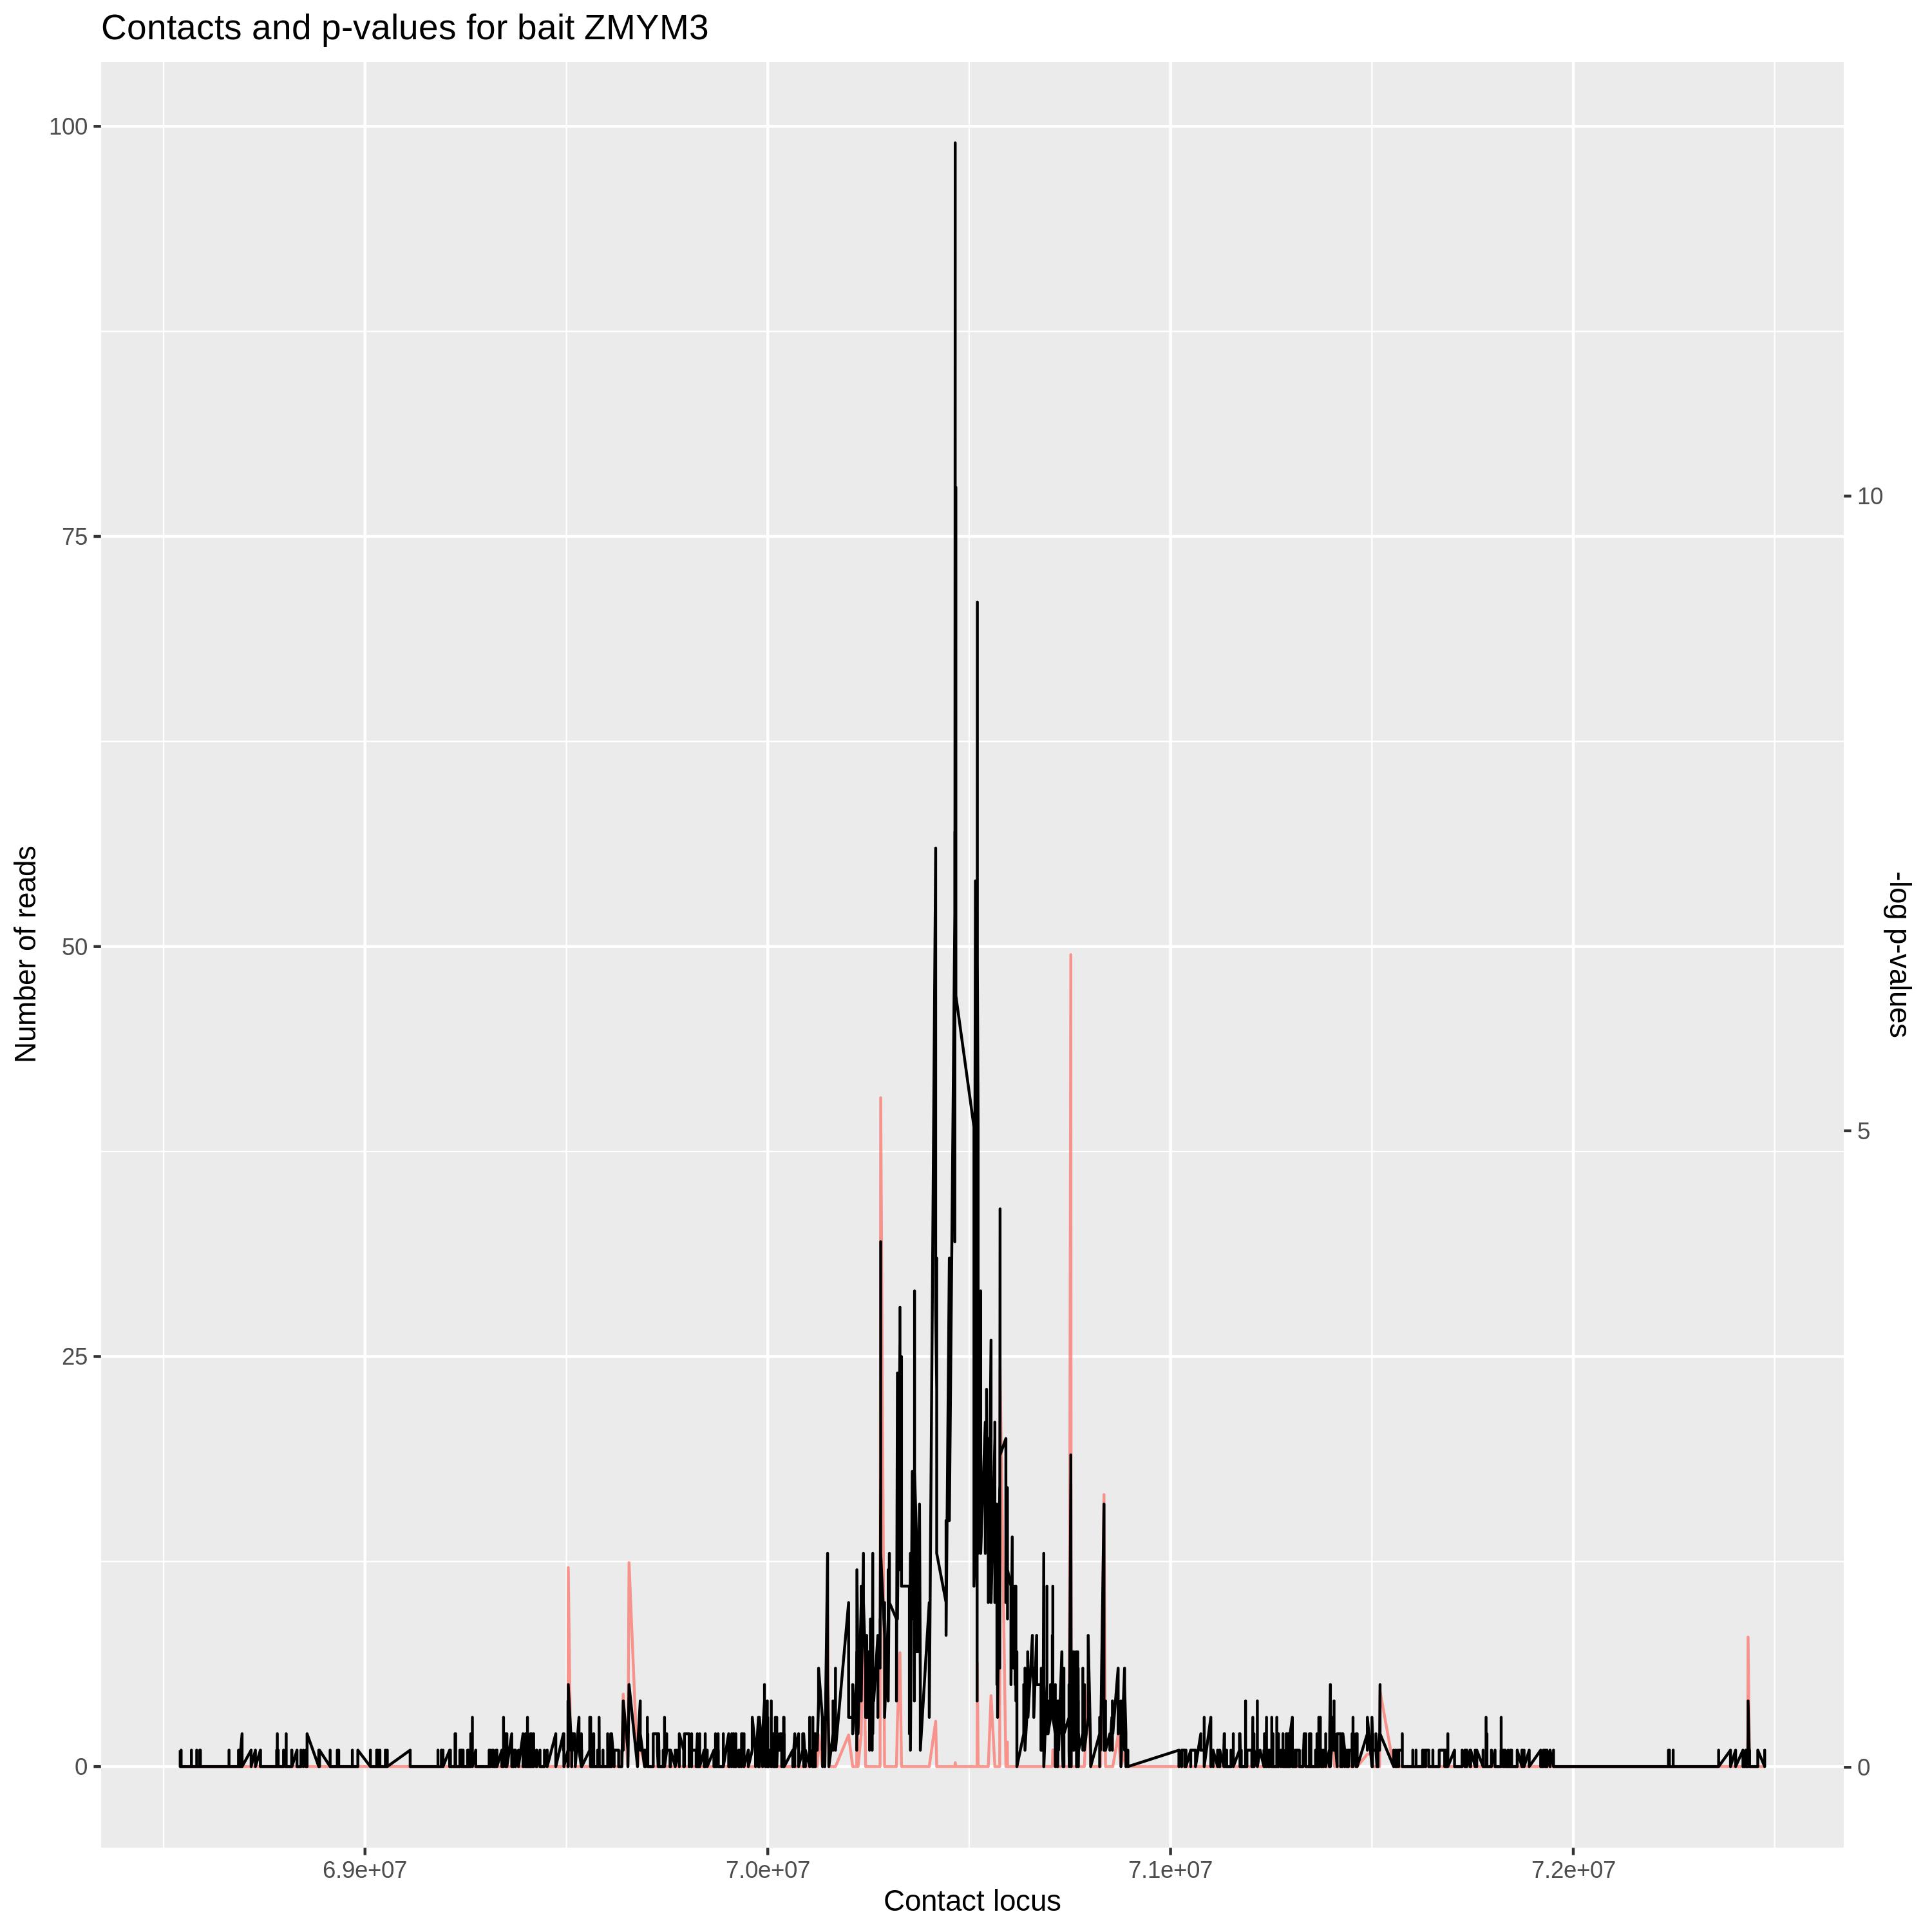 Contacts and p-values for bait ZMYM3
100
75
50
25
0
Number of reads
10
5
0
-log p-values
6.9e+07
7.0e+07
7.1e+07
7.2e+07
Contact locus